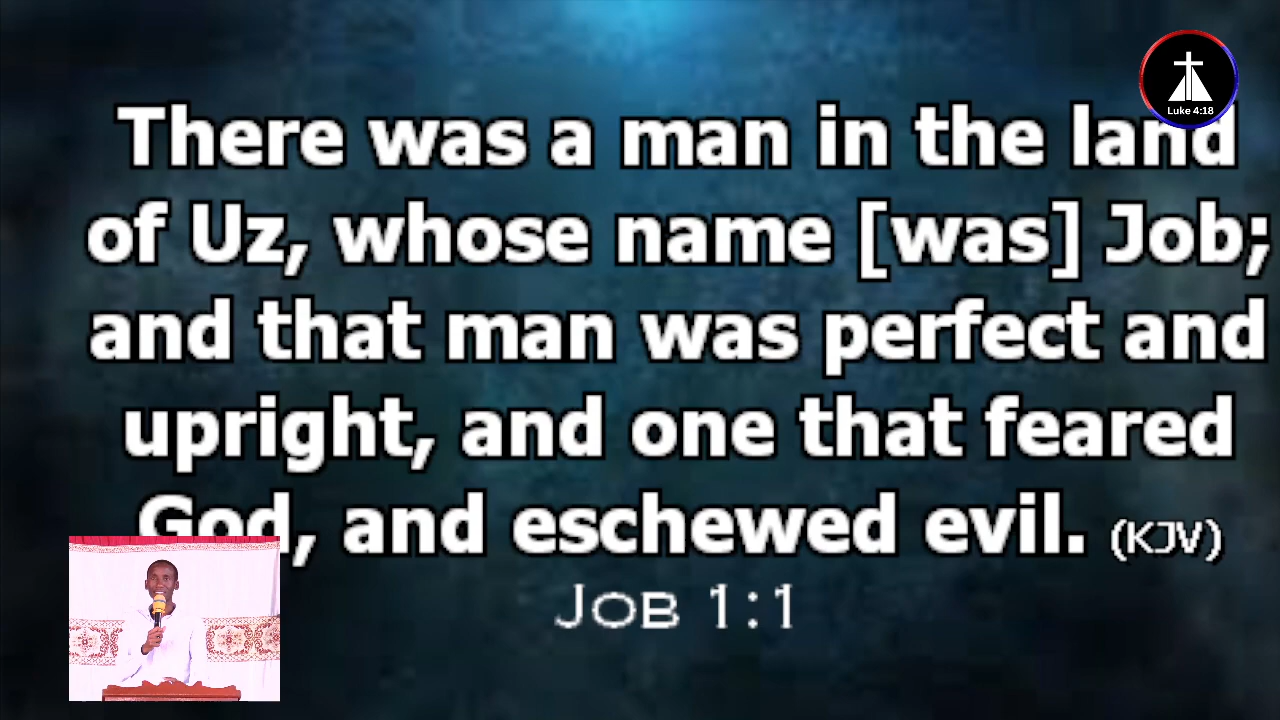 Luke 4:18
There was a man in the land
of Uz, whose name [was] Job;
and that man was perfect and
upright, and one that feared
God, and eschewed evil. (KJV)
Job 1:1